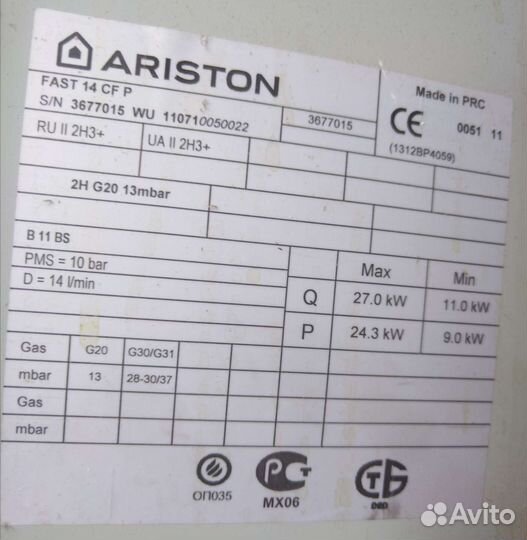 ARISTON
Made in PRC
FAST 14 CF P
S/N 3677015 WU 110710050022
3677015
CE 0051 11
(1312BP4059)
RU II 2H3+ UA II 2H3+
2H G20 13mbar
B 11 BS
PMS = 10 bar
D = 14 l/min
Max Min
Q 27.0 kW 11.0 kW
P 24.3 kW 9.0 kW
Gas G20 G30/G31
mbar 13 28-30/37
Gas
mbar
ОП035
РСТ
МХ06
СТБ
Avito